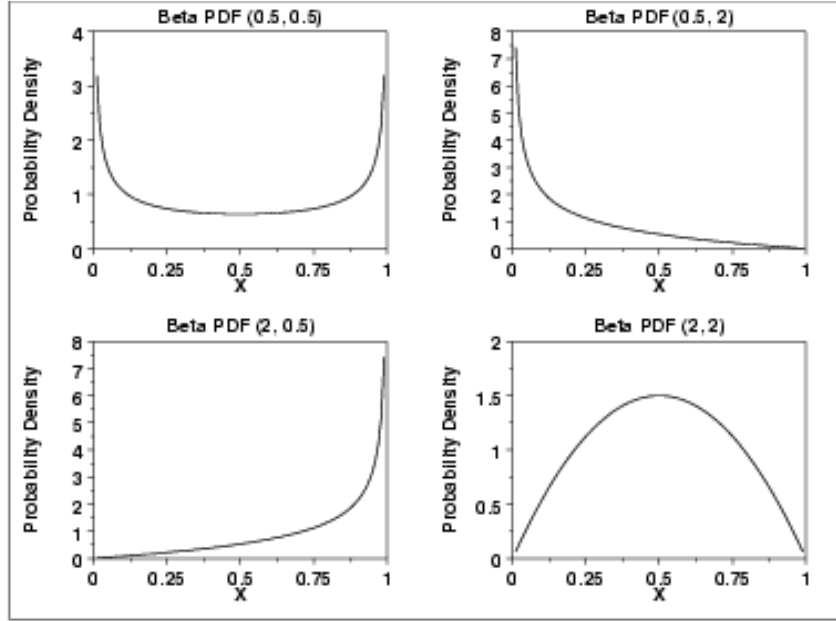 Beta PDF (0.5, 0.5)
Probability Density
4
3
2
1
0
0 0.25 0.5 0.75 1
X
Beta PDF (0.5, 2)
Probability Density
8
7
6
5
4
3
2
1
0
0 0.25 0.5 0.75 1
X
Beta PDF (2, 0.5)
Probability Density
8
7
6
5
4
3
2
1
0
0 0.25 0.5 0.75 1
X
Beta PDF (2, 2)
Probability Density
2
1.5
1
0.5
0
0 0.25 0.5 0.75 1
X